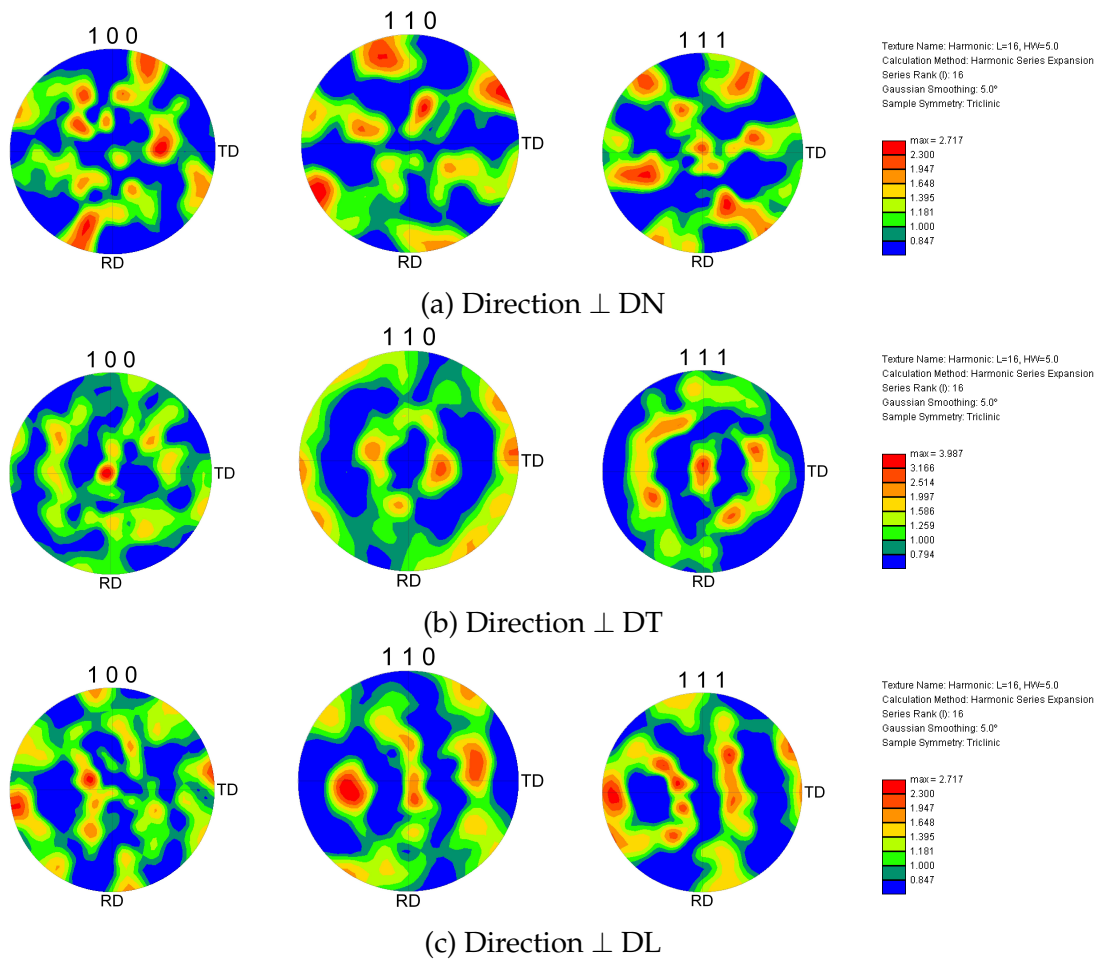 1 0 0
1 1 0
1 1 1
TD
TD
TD
RD
RD
RD
Texture Name: Harmonic: L=16, HW=5.0
Calculation Method: Harmonic Series Expansion
Series Rank (l): 16
Gaussian Smoothing: 5.0°
Sample Symmetry: Triclinic
max = 2.717
2.300
1.947
1.648
1.395
1.181
1.000
0.847
(a) Direction ⊥ DN
1 0 0
1 1 0
1 1 1
TD
TD
TD
RD
RD
RD
Texture Name: Harmonic: L=16, HW=5.0
Calculation Method: Harmonic Series Expansion
Series Rank (l): 16
Gaussian Smoothing: 5.0°
Sample Symmetry: Triclinic
max = 3.987
3.166
2.514
1.997
1.586
1.259
1.000
0.794
(b) Direction ⊥ DT
1 0 0
1 1 0
1 1 1
TD
TD
TD
RD
RD
RD
Texture Name: Harmonic: L=16, HW=5.0
Calculation Method: Harmonic Series Expansion
Series Rank (l): 16
Gaussian Smoothing: 5.0°
Sample Symmetry: Triclinic
max = 2.717
2.300
1.947
1.648
1.395
1.181
1.000
0.847
(c) Direction ⊥ DL